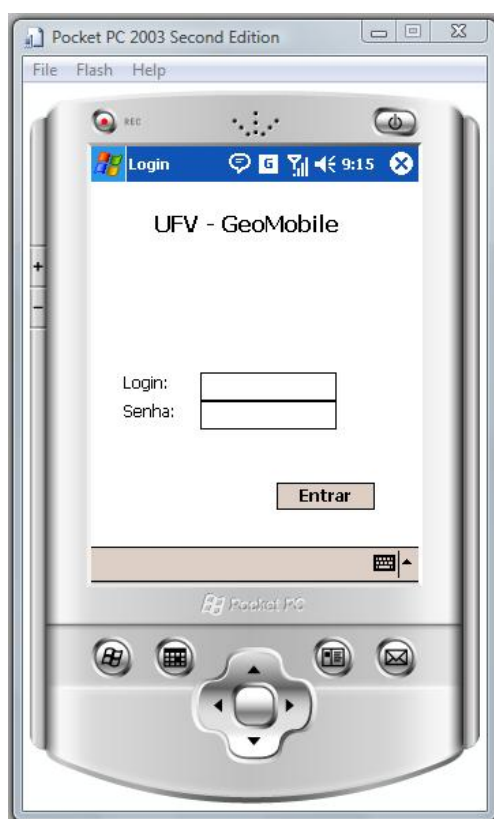 Pocket PC 2003 Second Edition
File Flash Help
REC
Login G 9:15
UFV - GeoMobile
Login:
Senha:
Entrar
Pocket PC